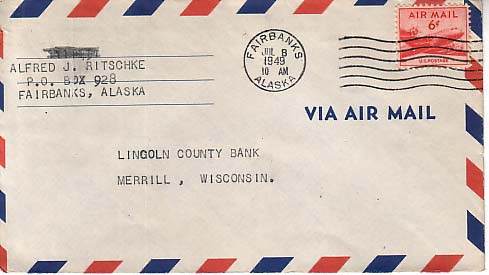 ALFRED J. RITSCHKE
P.O. BOX 928
FAIRBANKS, ALASKA
FAIRBANKS
JUL 8
1949
10 AM
ALASKA
AIR MAIL
6¢
U.S. POSTAGE
VIA AIR MAIL
LINCOLN COUNTY BANK
MERRILL , WISCONSIN.